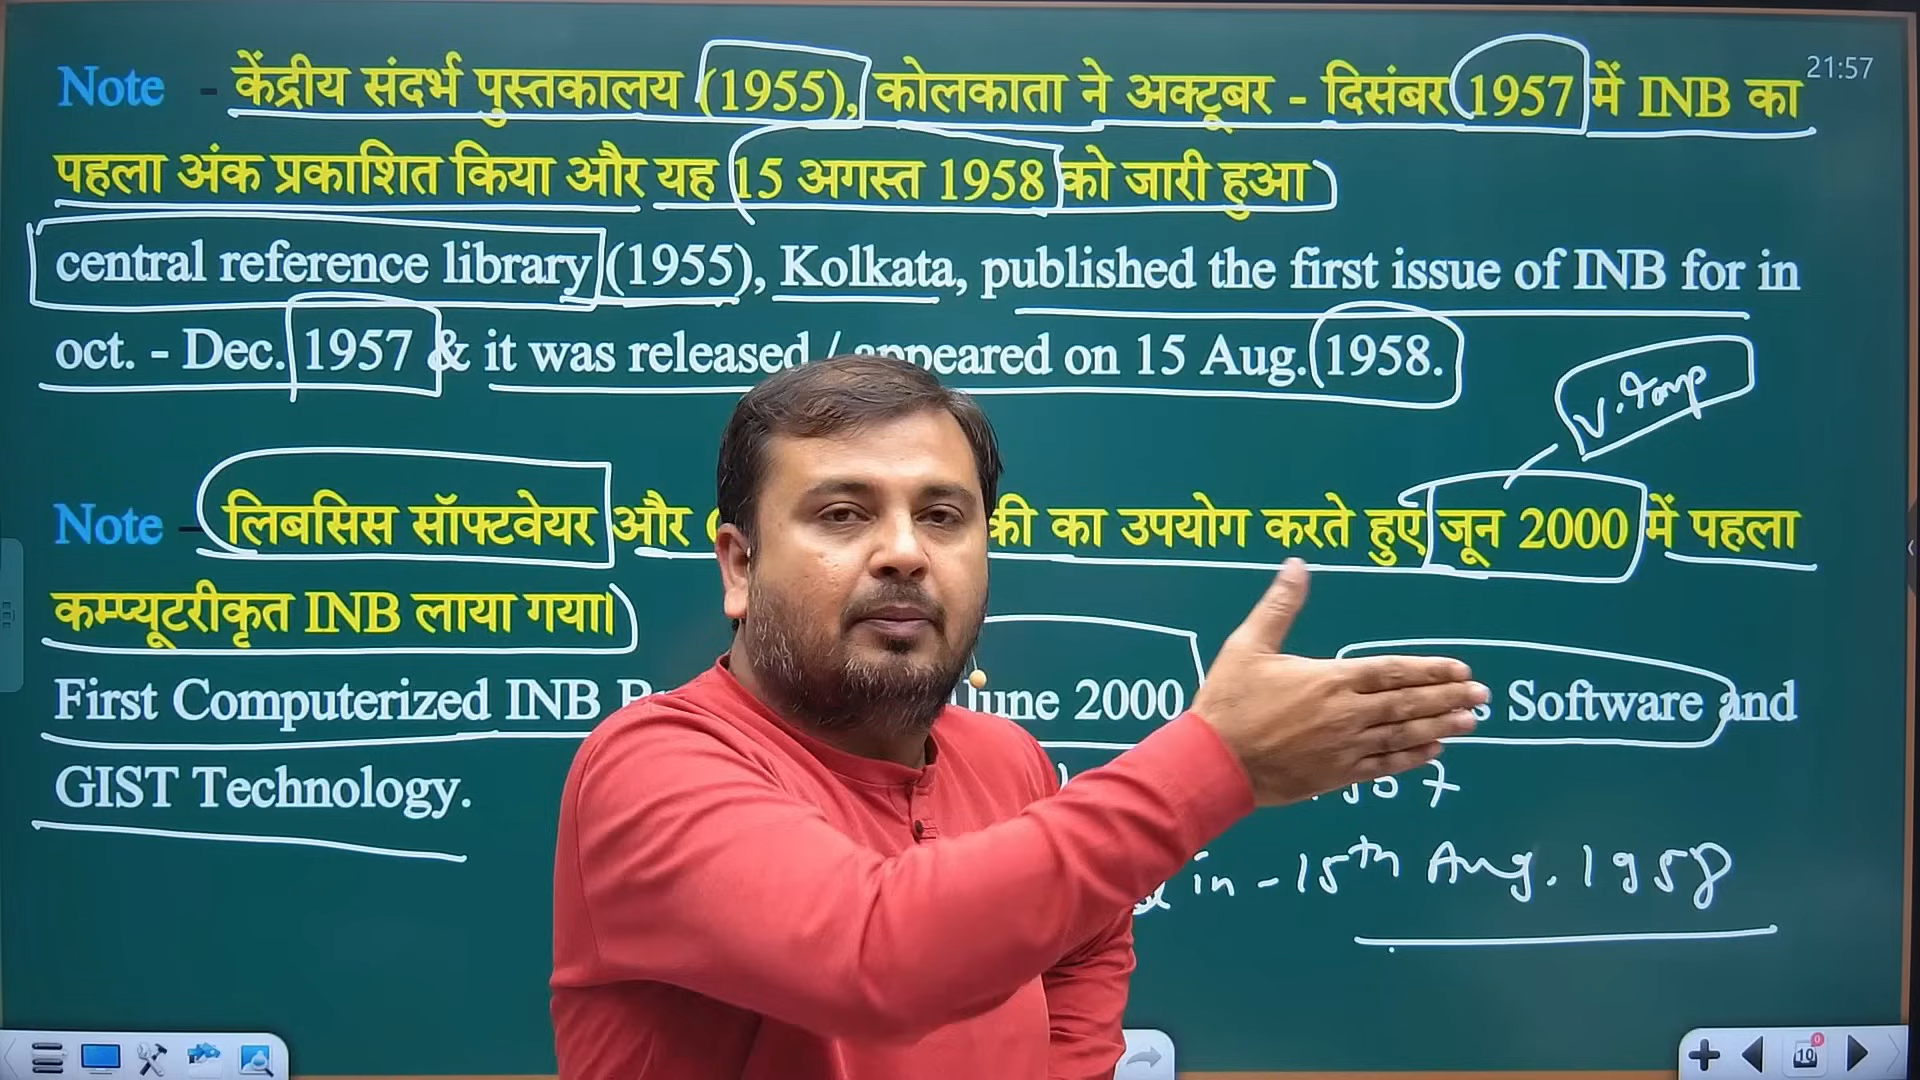 21:57
Note - केंद्रीय संदर्भ पुस्तकालय (1955), कोलकाता ने अक्टूबर - दिसंबर 1957 में INB का
पहला अंक प्रकाशित किया और यह 15 अगस्त 1958 को जारी हुआ
central reference library (1955), Kolkata, published the first issue of INB for in
oct. - Dec. 1957 & it was released / appeared on 15 Aug. 1958.
V. Imp
Note - लिबसिस सॉफ्टवेयर और की का उपयोग करते हुए जून 2000 में पहला
कम्प्यूटरीकृत INB लाया गया।
First Computerized INB June 2000 Software and
GIST Technology.
in - 15th Aug. 1958
10